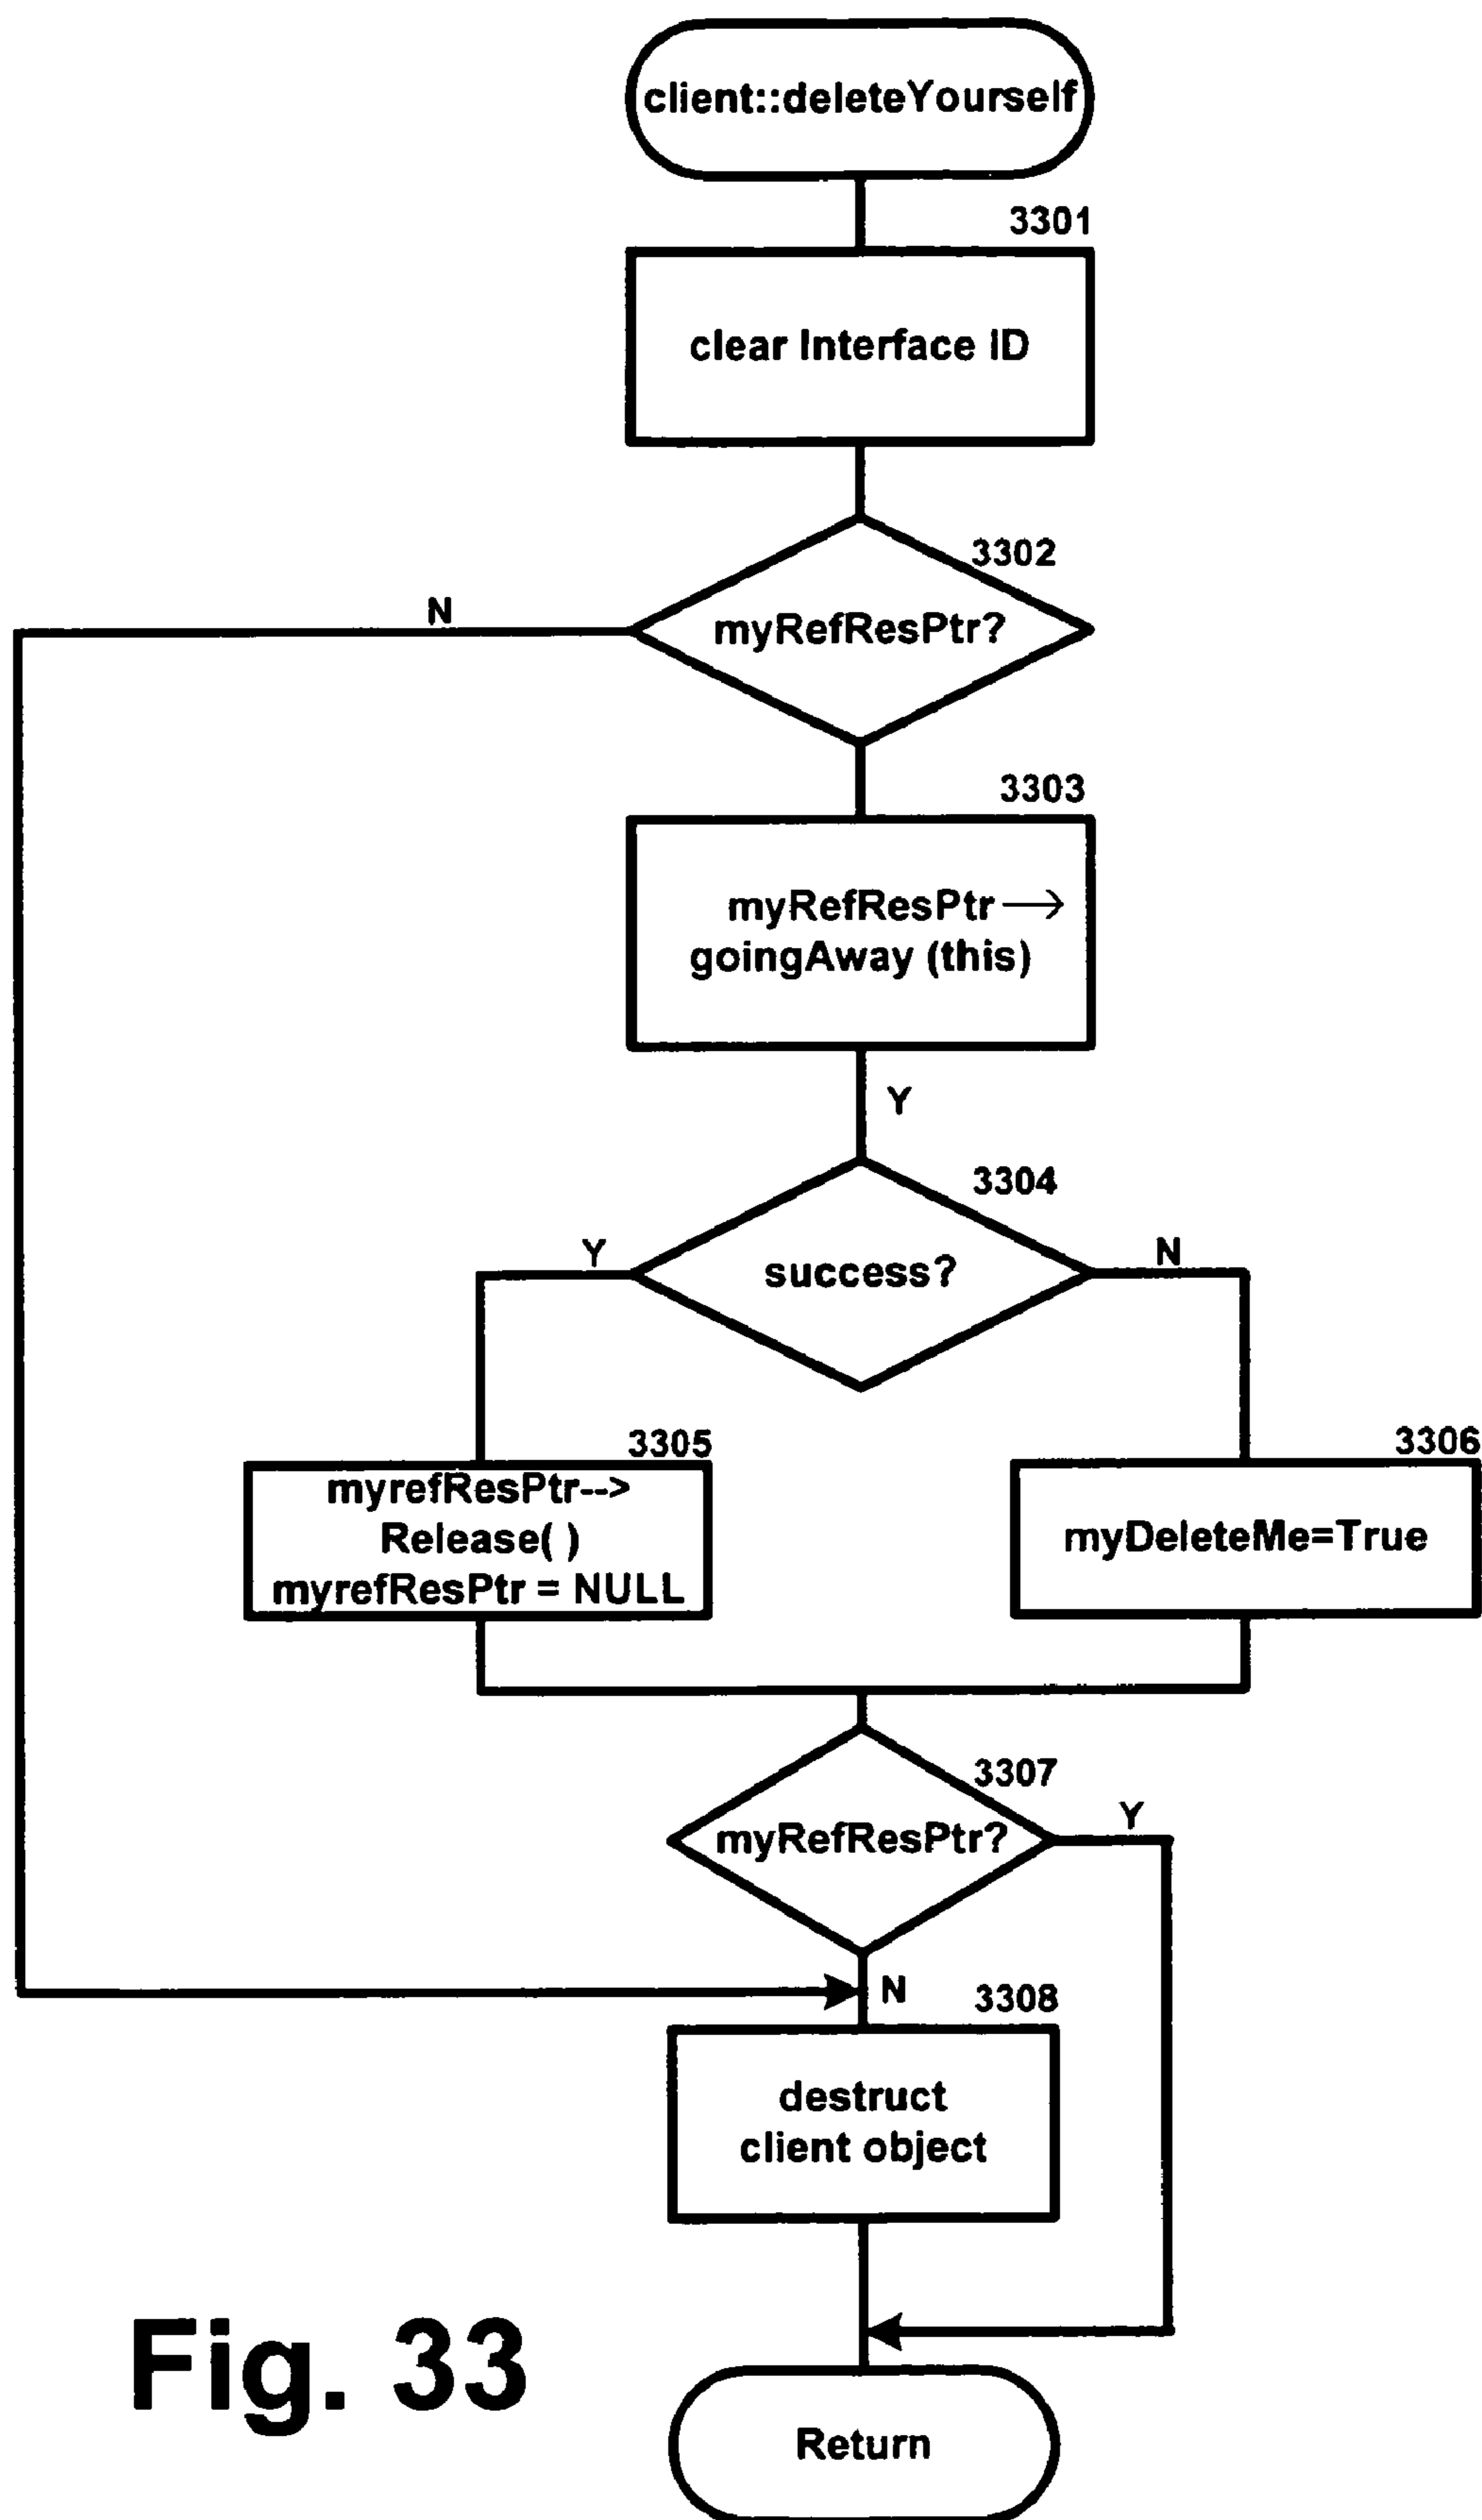 client::deleteYourself
3301
clear Interface ID
3302
N
myRefResPtr?
3303
myRefResPtr→
goingAway (this)
Y
3304
Y
N
success?
3305
3306
myrefResPtr-->
Release( )
myrefResPtr = NULL
myDeleteMe=True
3307
Y
myRefResPtr?
N
3308
destruct
client object
Fig. 33
Return